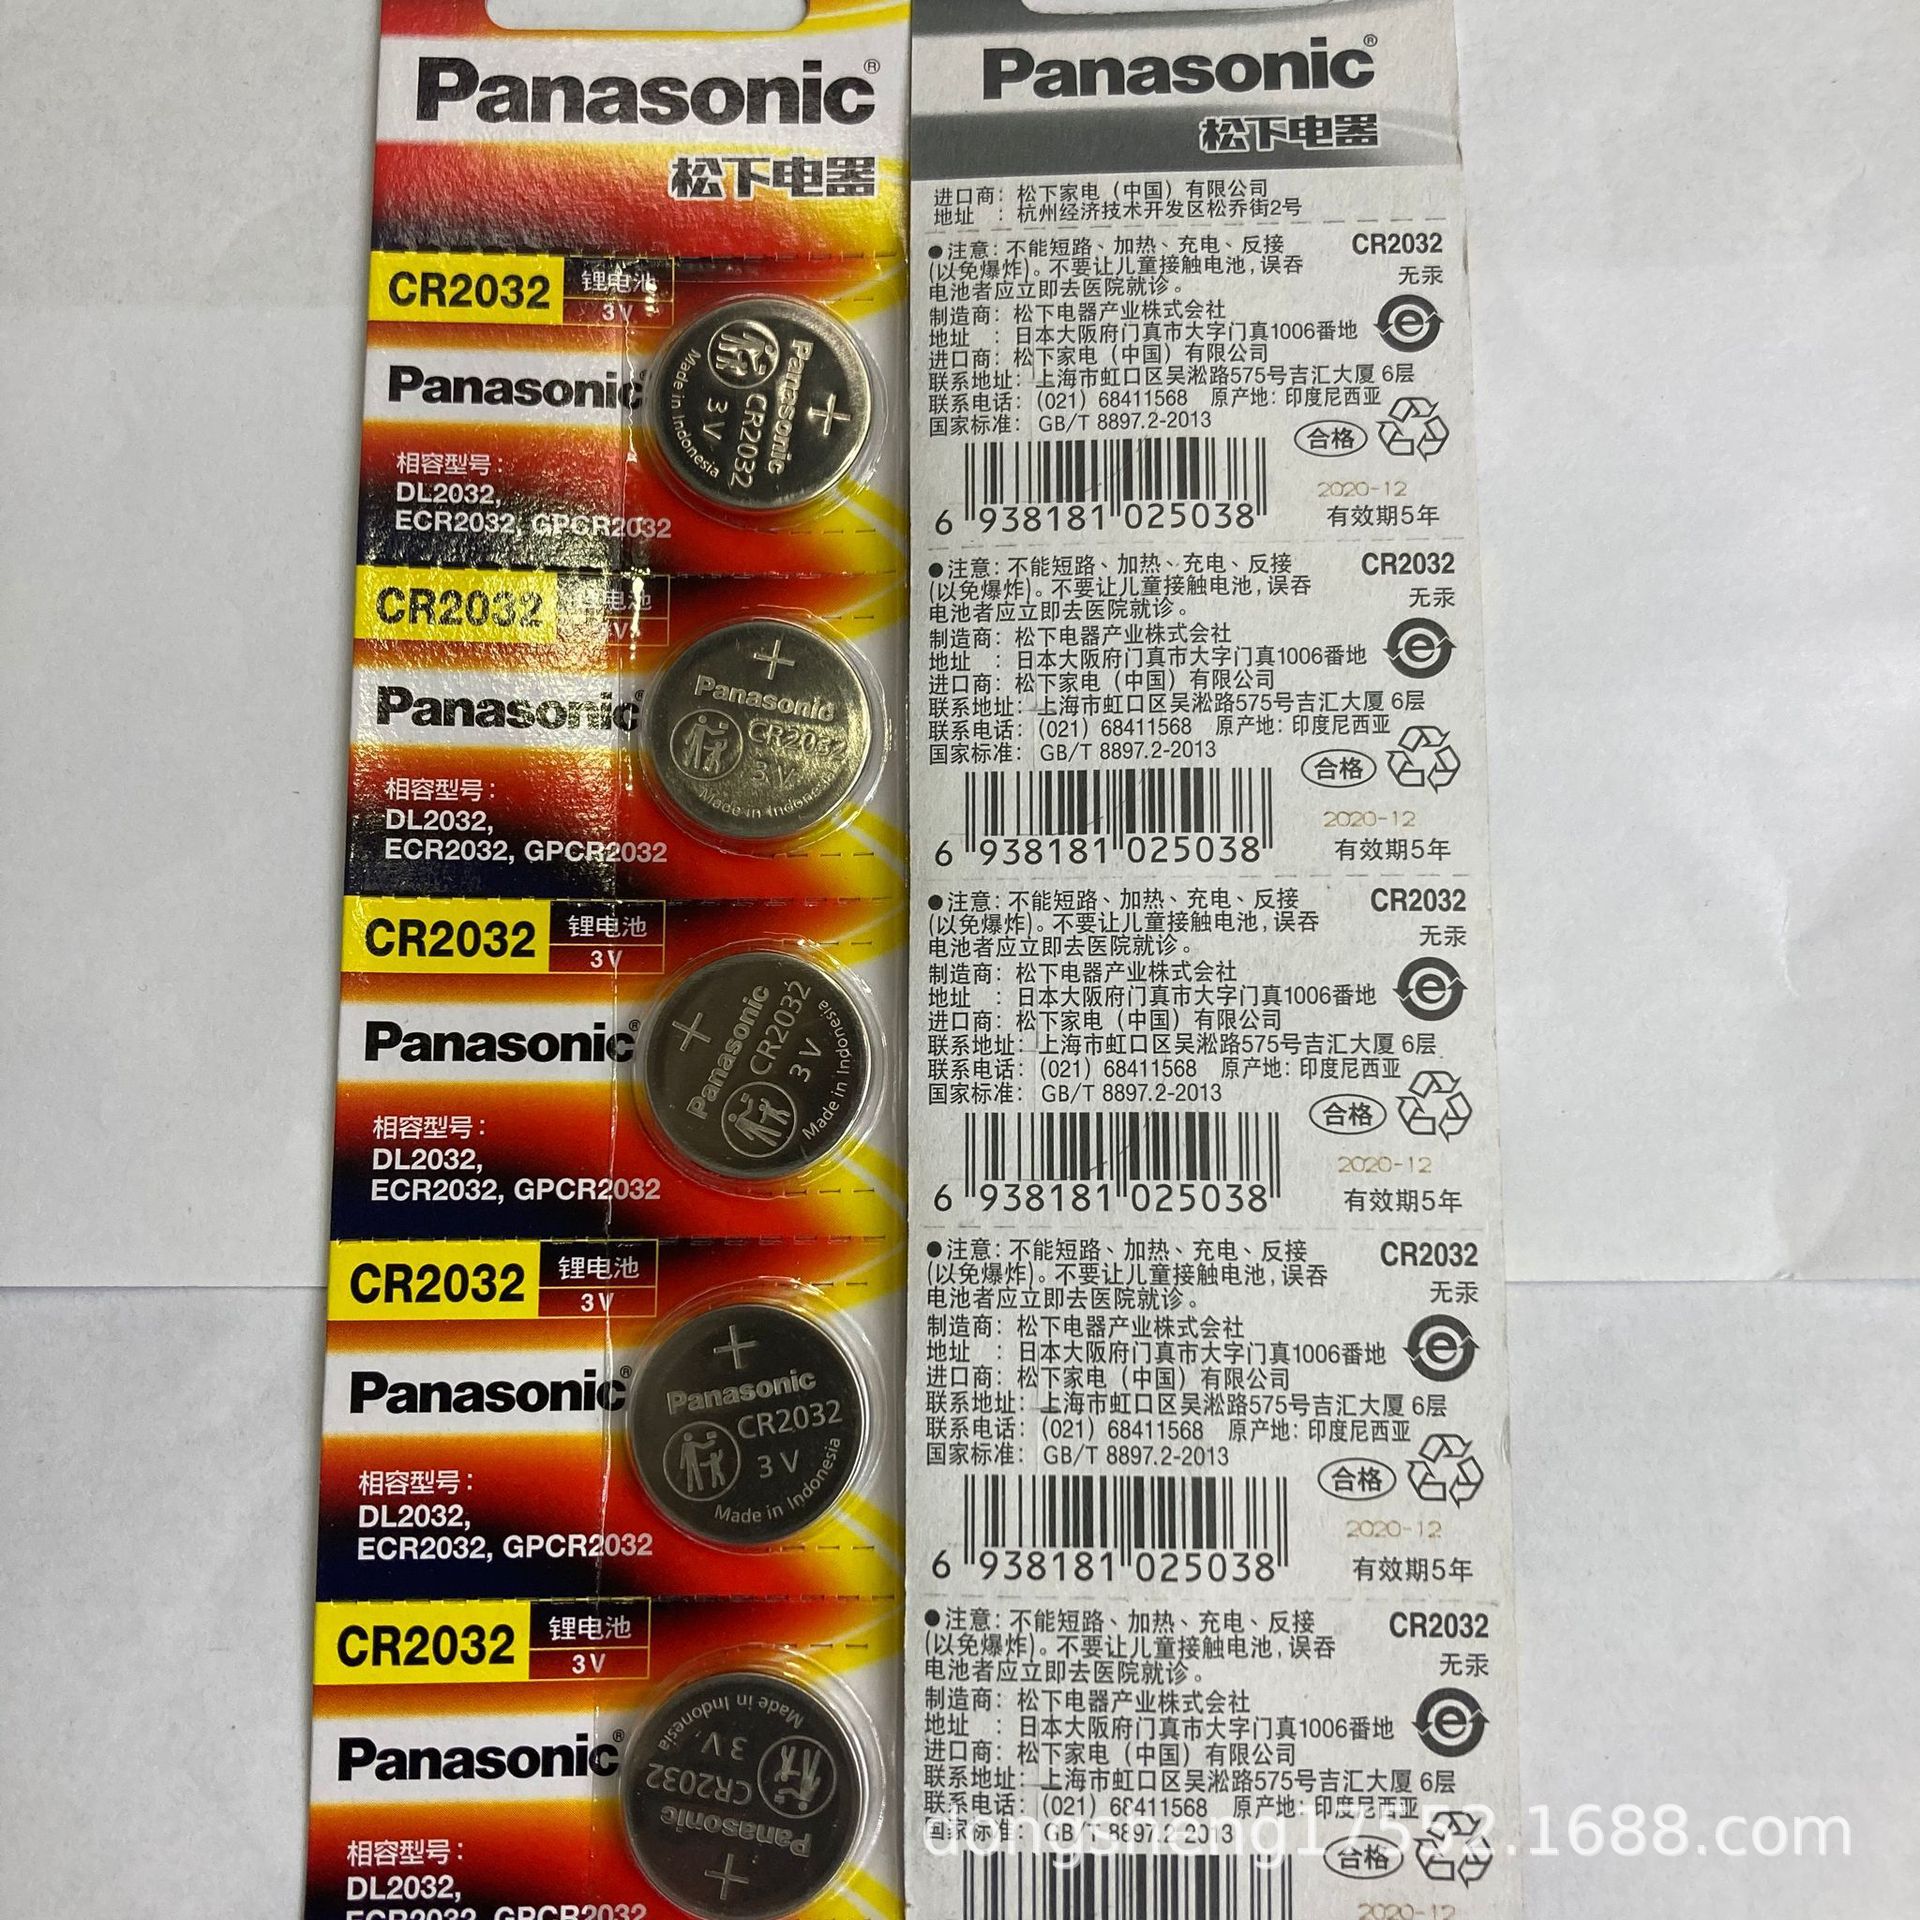 Panasonic®
松下电器
CR2032
锂电池
3V
Panasonic®
相容型号:
DL2032,
ECR2032, GPCR2032
+
Panasonic
CR2032
3V
Made in Indonesia
CR2032
电池
V
Panasonic®
相容型号:
DL2032,
ECR2032, GPCR2032
+
Panasonic
CR2032
3V
Made in Indonesia
CR2032
锂电池
3V
Panasonic®
相容型号:
DL2032,
ECR2032, GPCR2032
+
Panasonic
CR2032
3V
Made in Indonesia
CR2032
锂电池
3V
Panasonic®
相容型号:
DL2032,
ECR2032, GPCR2032
+
Panasonic
CR2032
3V
Made in Indonesia
CR2032
锂电池
3V
Panasonic®
相容型号:
DL2032,
ECR2032, GPCR2032
+
Panasonic
CR2032
3V
Made in Indonesia
Panasonic®
松下电器
进口商: 松下家电（中国）有限公司
地址 : 杭州经济技术开发区松乔街2号
●注意: 不能短路、加热、充电、反接
(以免爆炸)。不要让儿童接触电池,误吞
电池者应立即去医院就诊。
CR2032
无汞
制造商: 松下电器产业株式会社
地址 : 日本大阪府门真市大字门真1006番地
进口商: 松下家电（中国）有限公司
联系地址: 上海市虹口区吴淞路575号吉汇大厦 6层
联系电话: (021) 68411568 原产地: 印度尼西亚
国家标准: GB/T 8897.2-2013
合格
6 938181 025038
2020-12
有效期5年
●注意: 不能短路、加热、充电、反接
(以免爆炸)。不要让儿童接触电池,误吞
电池者应立即去医院就诊。
CR2032
无汞
制造商: 松下电器产业株式会社
地址 : 日本大阪府门真市大字门真1006番地
进口商: 松下家电（中国）有限公司
联系地址: 上海市虹口区吴淞路575号吉汇大厦 6层
联系电话: (021) 68411568 原产地: 印度尼西亚
国家标准: GB/T 8897.2-2013
合格
6 938181 025038
2020-12
有效期5年
●注意: 不能短路、加热、充电、反接
(以免爆炸)。不要让儿童接触电池,误吞
电池者应立即去医院就诊。
CR2032
无汞
制造商: 松下电器产业株式会社
地址 : 日本大阪府门真市大字门真1006番地
进口商: 松下家电（中国）有限公司
联系地址: 上海市虹口区吴淞路575号吉汇大厦 6层
联系电话: (021) 68411568 原产地: 印度尼西亚
国家标准: GB/T 8897.2-2013
合格
6 938181 025038
2020-12
有效期5年
●注意: 不能短路、加热、充电、反接
(以免爆炸)。不要让儿童接触电池,误吞
电池者应立即去医院就诊。
CR2032
无汞
制造商: 松下电器产业株式会社
地址 : 日本大阪府门真市大字门真1006番地
进口商: 松下家电（中国）有限公司
联系地址: 上海市虹口区吴淞路575号吉汇大厦 6层
联系电话: (021) 68411568 原产地: 印度尼西亚
国家标准: GB/T 8897.2-2013
合格
6 938181 025038
2020-12
有效期5年
●注意: 不能短路、加热、充电、反接
(以免爆炸)。不要让儿童接触电池,误吞
电池者应立即去医院就诊。
CR2032
无汞
制造商: 松下电器产业株式会社
地址 : 日本大阪府门真市大字门真1006番地
进口商: 松下家电（中国）有限公司
联系地址: 上海市虹口区吴淞路575号吉汇大厦 6层
联系电话: (021) 68411568 原产地: 印度尼西亚
国家标准: GB/T 8897.2-2013
合格
2020-12
dongsheng17552.1688.com